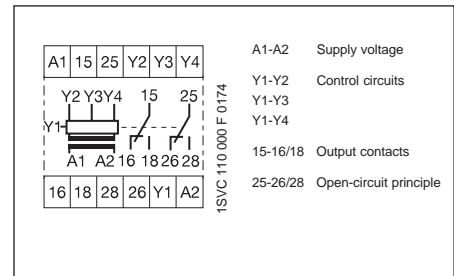 A1 15 25 Y2 Y3 Y4
Y2 Y3 Y4 15 25
Y1
A1 A2 16 18 26 28
16 18 28 26 Y1 A2
1SVC 110 000 F 0174
A1-A2 Supply voltage
Y1-Y2 Control circuits
Y1-Y3
Y1-Y4
15-16/18 Output contacts
25-26/28 Open-circuit principle